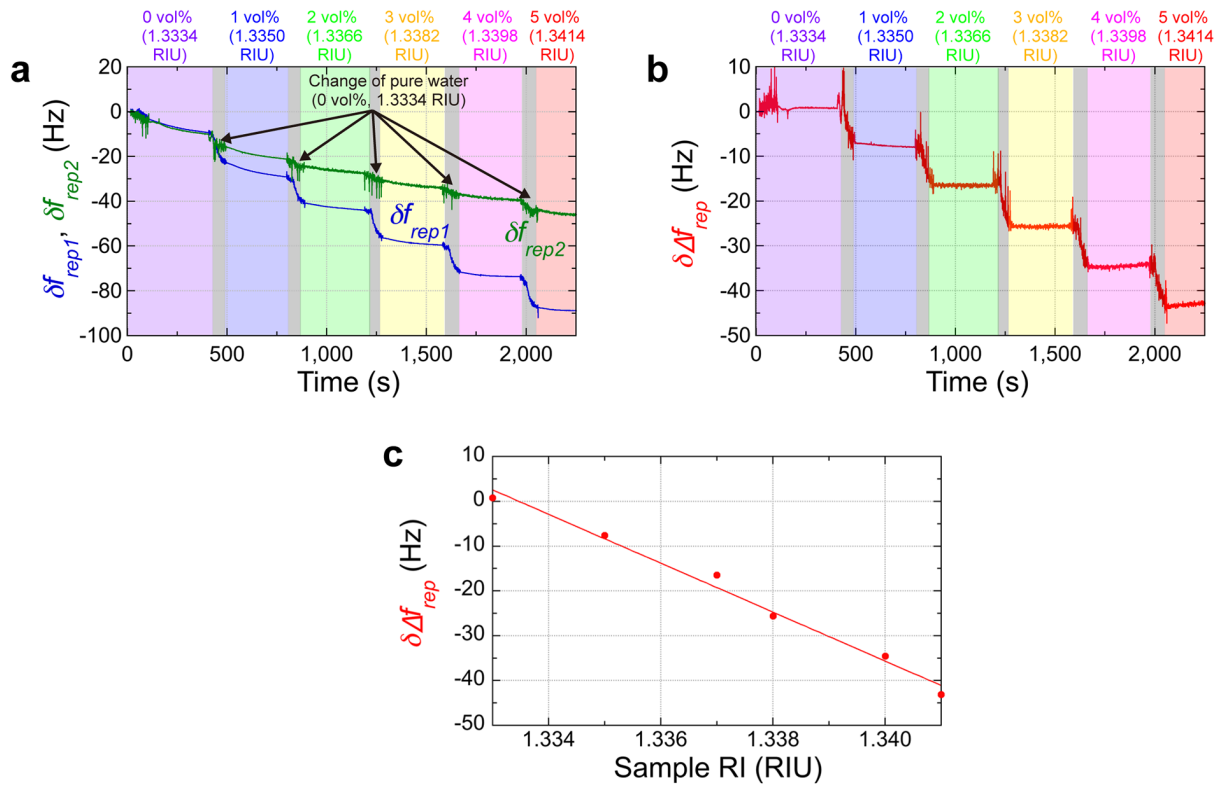 0 vol% 1 vol% 2 vol% 3 vol% 4 vol% 5 vol%
(1.3334 (1.3350 (1.3366 (1.3382 (1.3398 (1.3414
RIU) RIU) RIU) RIU) RIU) RIU)
a
20
0
-20
-40
-60
-80
-100
δf_rep1, δf_rep2 (Hz)
Change of pure water
(0 vol%, 1.3334 RIU)
δf_rep1
δf_rep2
0 500 1,000 1,500 2,000
Time (s)
0 vol% 1 vol% 2 vol% 3 vol% 4 vol% 5 vol%
(1.3334 (1.3350 (1.3366 (1.3382 (1.3398 (1.3414
RIU) RIU) RIU) RIU) RIU) RIU)
b
10
0
-10
-20
-30
-40
-50
δΔf_rep (Hz)
0 500 1,000 1,500 2,000
Time (s)
c
10
0
-10
-20
-30
-40
-50
δΔf_rep (Hz)
1.334 1.336 1.338 1.340
Sample RI (RIU)